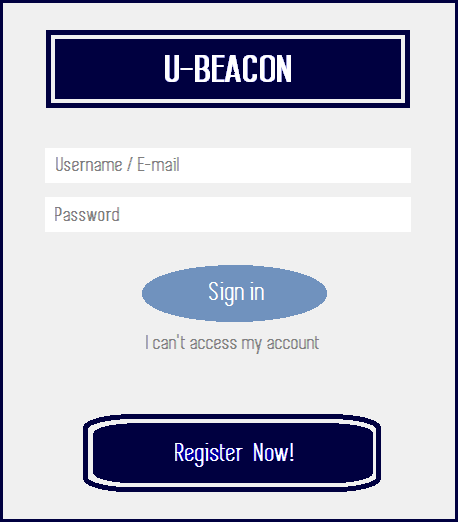 U-BEACON
Username / E-mail
Password
Sign in
I can't access my account
Register Now!